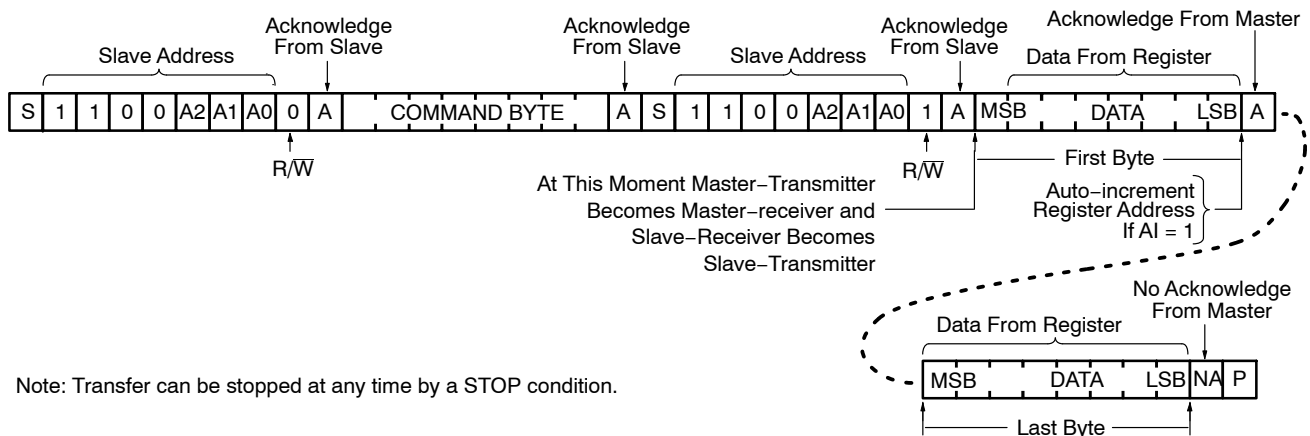 Acknowledge From Slave
Acknowledge From Slave
Acknowledge From Slave
Acknowledge From Master
Slave Address
Slave Address
Data From Register
S 1 1 0 0 A2 A1 A0 0 A COMMAND BYTE A S 1 1 0 0 A2 A1 A0 1 A MSB DATA LSB A
R/W̅
R/W̅
First Byte
At This Moment Master−Transmitter
Becomes Master−receiver and
Slave−Receiver Becomes
Slave−Transmitter
Auto−increment
Register Address
If AI = 1
No Acknowledge
From Master
Data From Register
MSB DATA LSB NA P
Note: Transfer can be stopped at any time by a STOP condition.
Last Byte